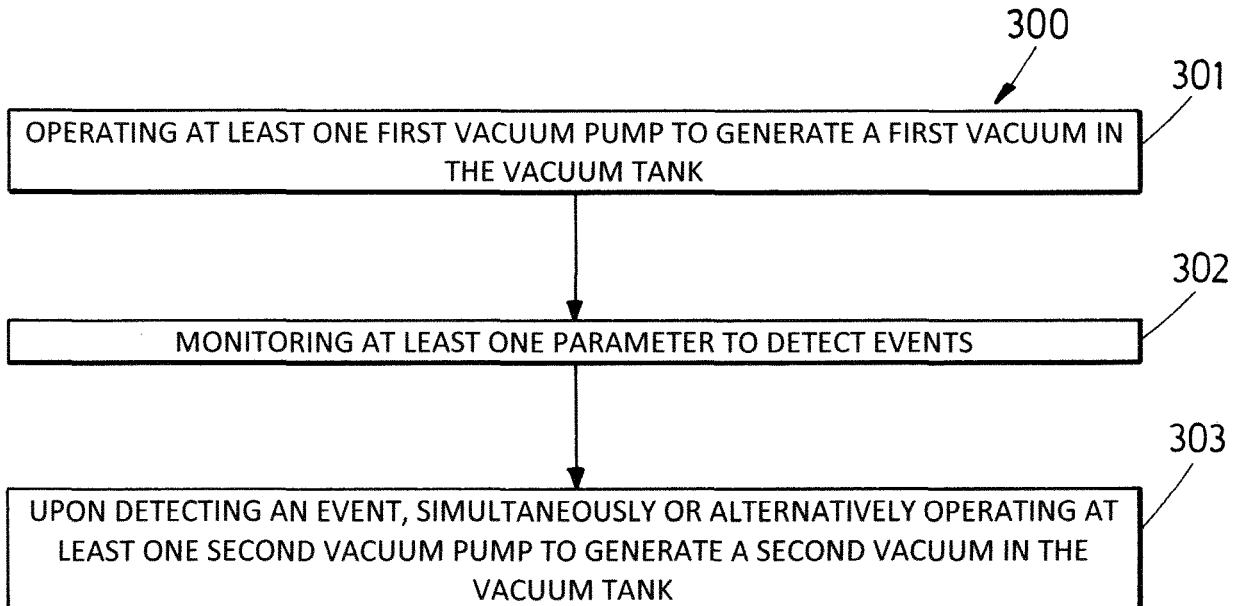 300
301
OPERATING AT LEAST ONE FIRST VACUUM PUMP TO GENERATE A FIRST VACUUM IN
THE VACUUM TANK
302
MONITORING AT LEAST ONE PARAMETER TO DETECT EVENTS
303
UPON DETECTING AN EVENT, SIMULTANEOUSLY OR ALTERNATIVELY OPERATING AT
LEAST ONE SECOND VACUUM PUMP TO GENERATE A SECOND VACUUM IN THE
VACUUM TANK